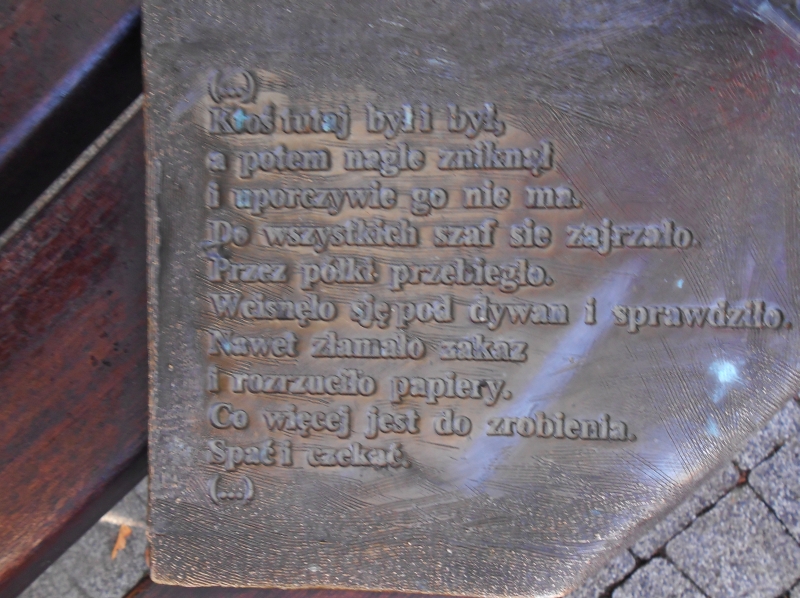 (...)
Ktoś tutaj był i był,
a potem nagle zniknął
i uporczywie go nie ma.
Do wszystkich szaf sie zajrzało.
Przez półki przebiegło.
Wcisnęło się pod dywan i sprawdziło.
Nawet złamało zakaz
i rozrzuciło papiery.
Co więcej jest do zrobienia.
Spać i czekać.
(...)